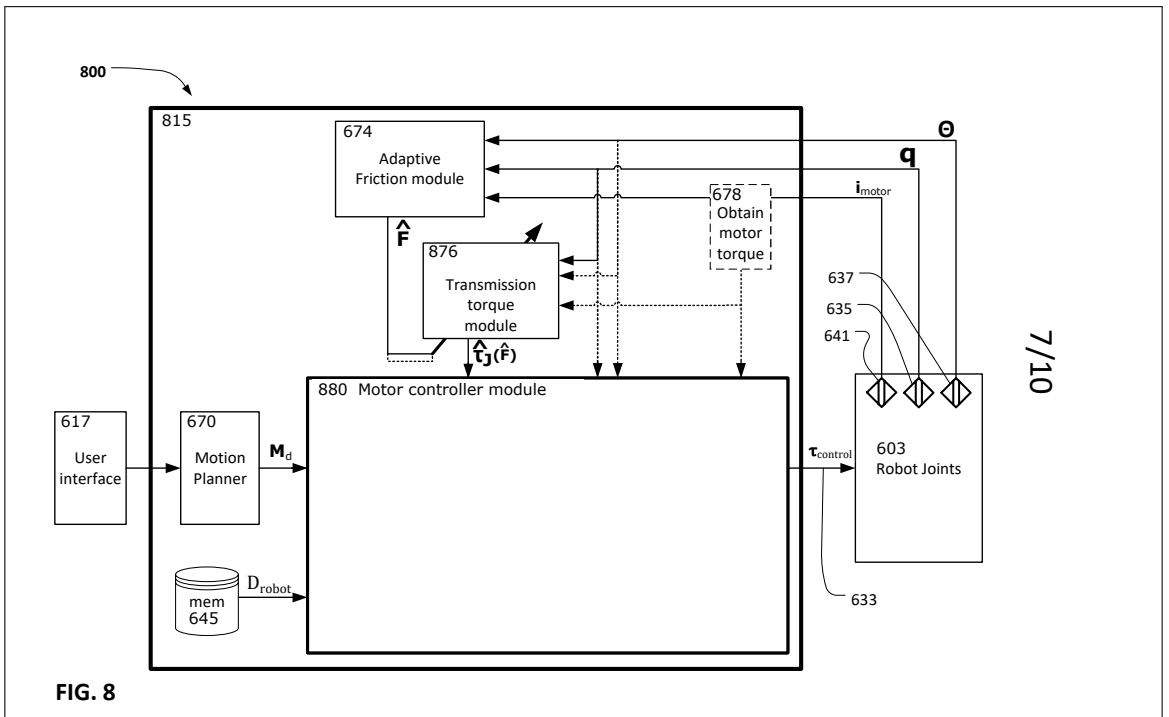 800
815
674
Adaptive
Friction module
Θ
q
i_motor
678
Obtain
motor
torque
F̂
876
Transmission
torque
module
τ̂_J(F̂)
637
635
641
7/10
880 Motor controller module
617
User
interface
670
Motion
Planner
M_d
τ_control
603
Robot Joints
D_robot
mem
645
633
FIG. 8